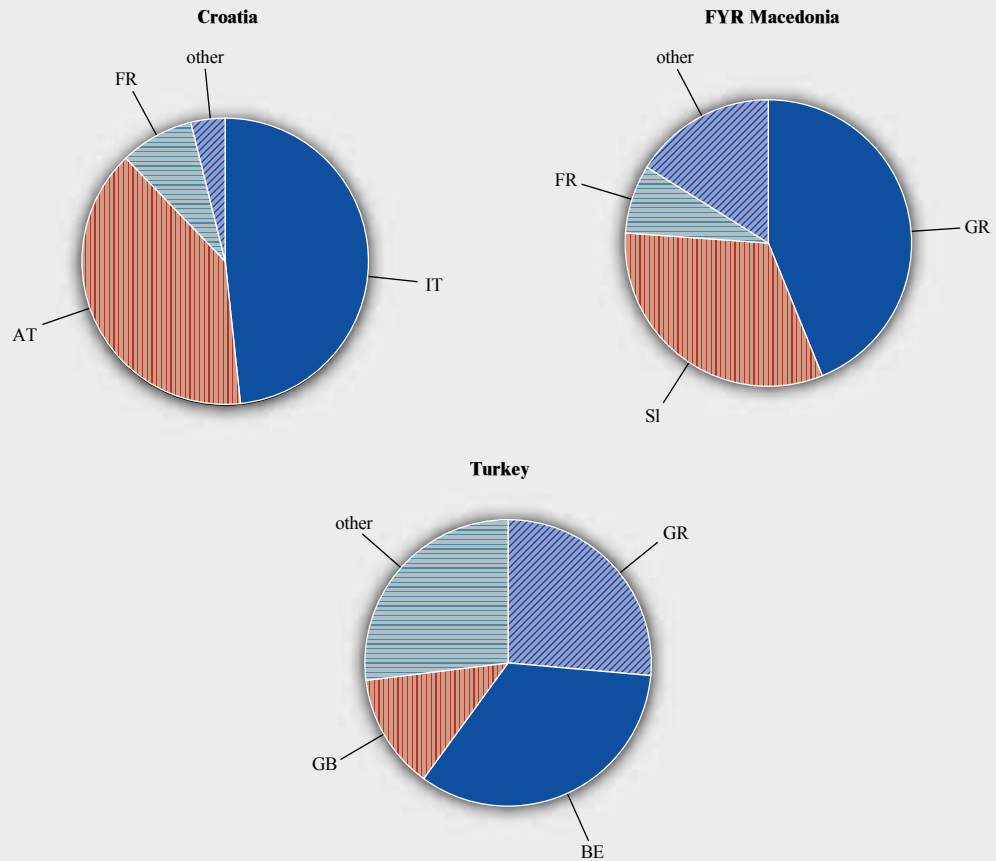 Croatia
other
FR
IT
AT
FYR Macedonia
other
FR
GR
Sl
Turkey
other
GR
GB
BE